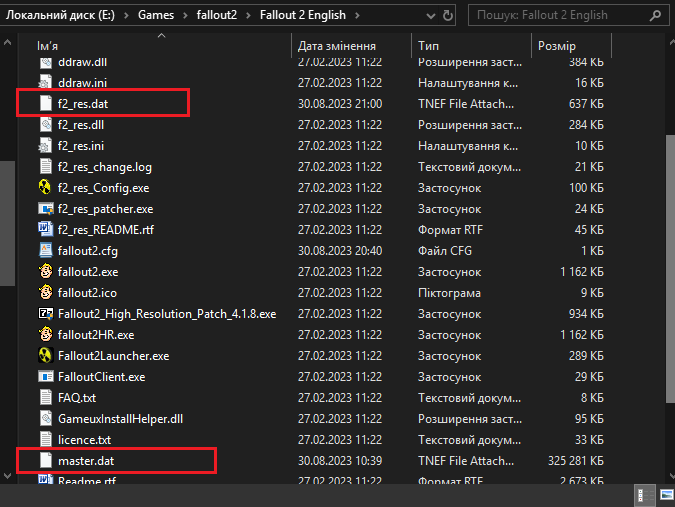 Локальний диск (E:) > Games > fallout2 > Fallout 2 English >
Пошук: Fallout 2 English
Ім'я Дата змінення Тип Розмір
ddraw.dll 27.02.2023 11:22 Розширення заст... 384 КБ
ddraw.ini 27.02.2023 11:22 Налаштування к... 16 КБ
f2_res.dat 30.08.2023 21:00 TNEF File Attach... 637 КБ
f2_res.dll 27.02.2023 11:22 Розширення заст... 284 КБ
f2_res.ini 27.02.2023 11:22 Налаштування к... 10 КБ
f2_res_change.log 27.02.2023 11:22 Текстовий докум... 21 КБ
f2_res_Config.exe 27.02.2023 11:22 Застосунок 100 КБ
f2_res_patcher.exe 27.02.2023 11:22 Застосунок 24 КБ
f2_res_README.rtf 27.02.2023 11:22 Формат RTF 45 КБ
fallout2.cfg 30.08.2023 20:40 Файл CFG 1 КБ
fallout2.exe 27.02.2023 11:22 Застосунок 1 162 КБ
fallout2.ico 27.02.2023 11:22 Піктограма 9 КБ
Fallout2_High_Resolution_Patch_4.1.8.exe 27.02.2023 11:22 Застосунок 934 КБ
fallout2HR.exe 27.02.2023 11:22 Застосунок 1 162 КБ
Fallout2Launcher.exe 27.02.2023 11:22 Застосунок 289 КБ
FalloutClient.exe 27.02.2023 11:22 Застосунок 29 КБ
FAQ.txt 27.02.2023 11:22 Текстовий докум... 8 КБ
GameuxInstallHelper.dll 27.02.2023 11:22 Розширення заст... 95 КБ
licence.txt 27.02.2023 11:22 Текстовий докум... 33 КБ
master.dat 30.08.2023 10:39 TNEF File Attach... 325 281 КБ
Readme.rtf 27.02.2023 11:22 Формат RTF 2 673 КБ